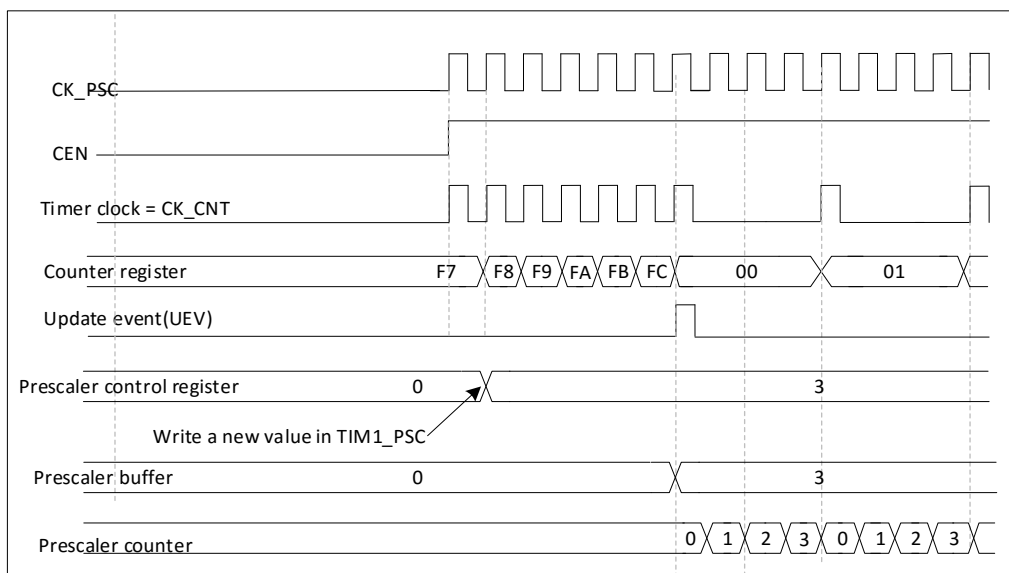 CK_PSC
CEN
Timer clock = CK_CNT
Counter register F7 F8 F9 FA FB FC 00 01
Update event(UEV)
Prescaler control register 0 3
Write a new value in TIM1_PSC
Prescaler buffer 0 3
Prescaler counter 0 1 2 3 0 1 2 3